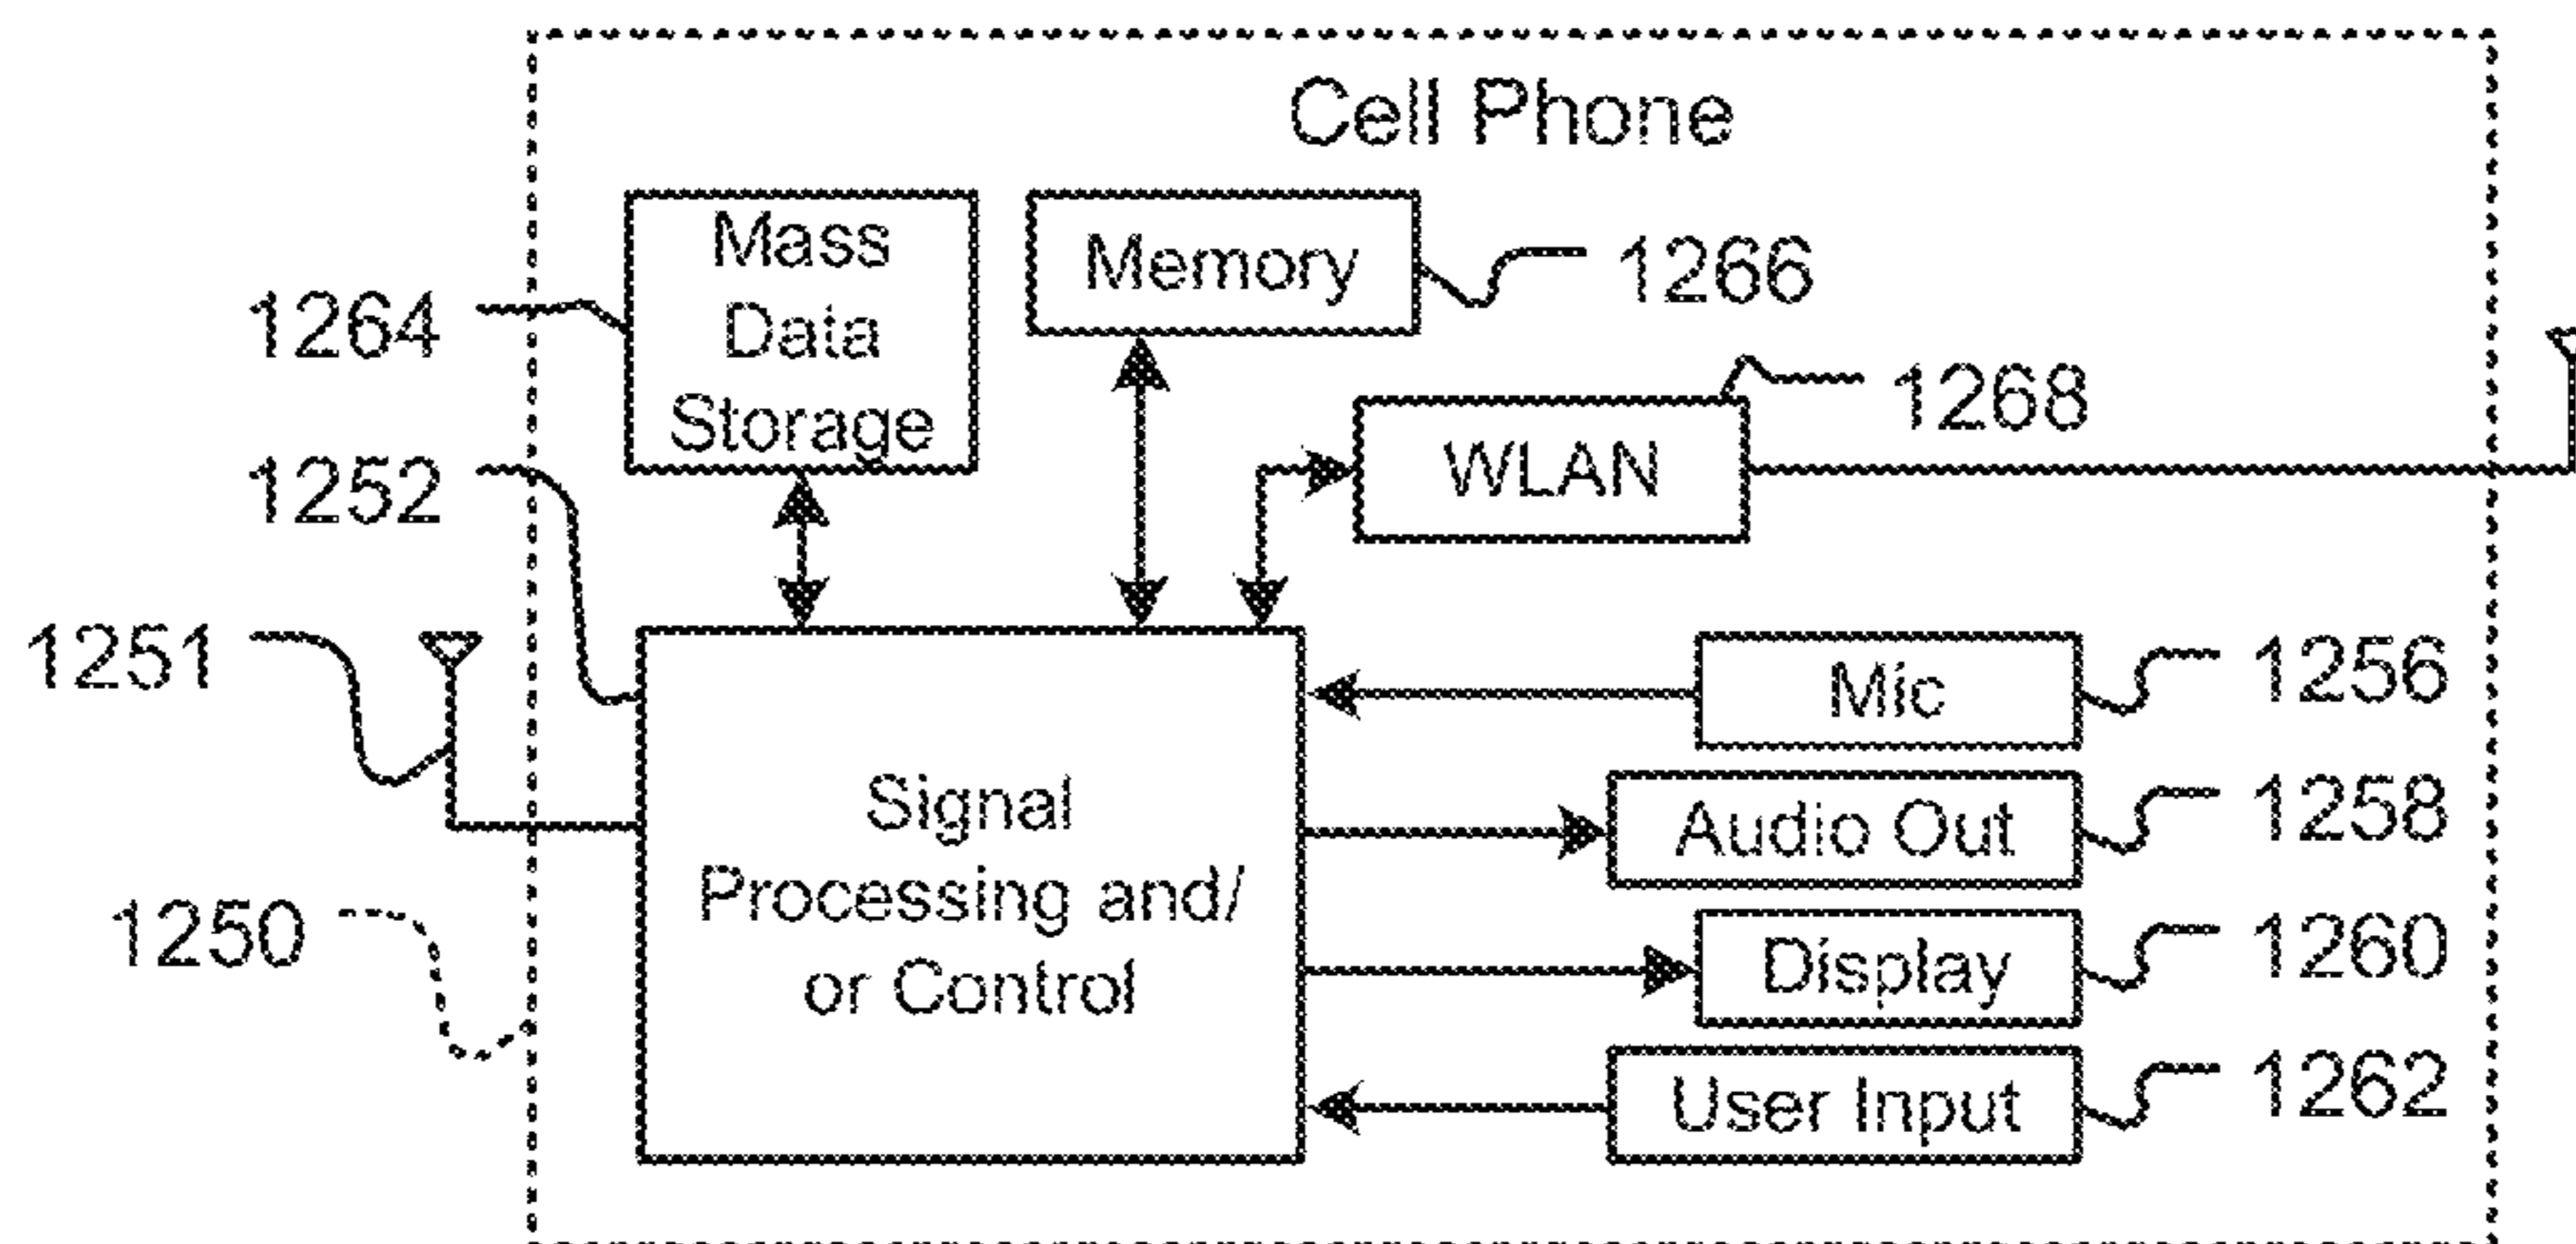 Cell Phone
Mass
Data
Storage
Memory
1266
1264
1268
WLAN
1252
1251
Mic
1256
Signal
Processing and/
or Control
Audio Out
1258
1250
Display
1260
User Input
1262